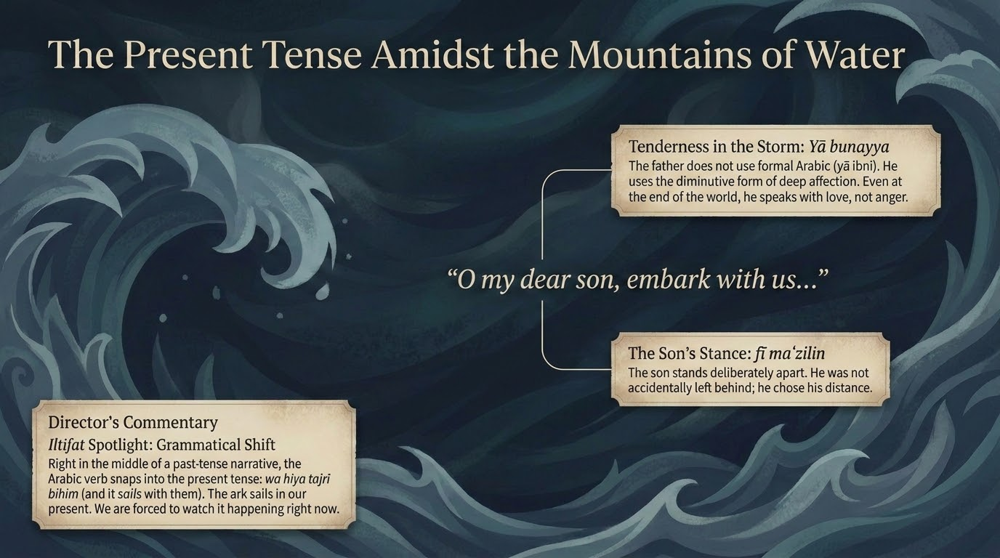 The Present Tense Amidst the Mountains of Water
Tenderness in the Storm: Yā bunayya
The father does not use formal Arabic (yā ibni). He
uses the diminutive form of deep affection. Even at
the end of the world, he speaks with love, not anger.
“O my dear son, embark with us...”
The Son’s Stance: fī ma‘zilin
The son stands deliberately apart. He was not
accidentally left behind; he chose his distance.
Director’s Commentary
Iltifat Spotlight: Grammatical Shift
Right in the middle of a past-tense narrative, the
Arabic verb snaps into the present tense: wa hiya tajrī
bihim (and it sails with them). The ark sails in our
present. We are forced to watch it happening right now.